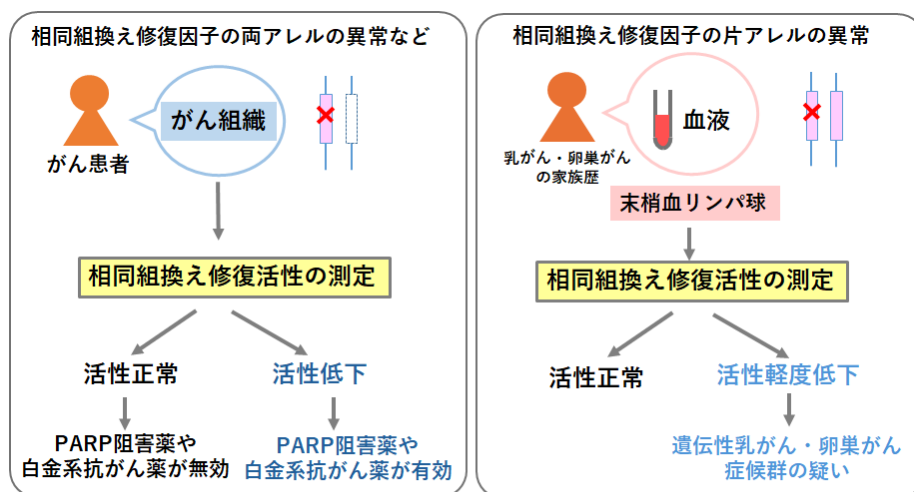 相同組換え修復因子の両アレルの異常など
がん組織
がん患者
相同組換え修復活性の測定
活性正常
活性低下
PARP阻害薬や
白金系抗がん薬が無効
PARP阻害薬や
白金系抗がん薬が有効
相同組換え修復因子の片アレルの異常
血液
乳がん・卵巣がん
の家族歴
末梢血リンパ球
相同組換え修復活性の測定
活性正常
活性軽度低下
遺伝性乳がん・卵巣がん
症候群の疑い